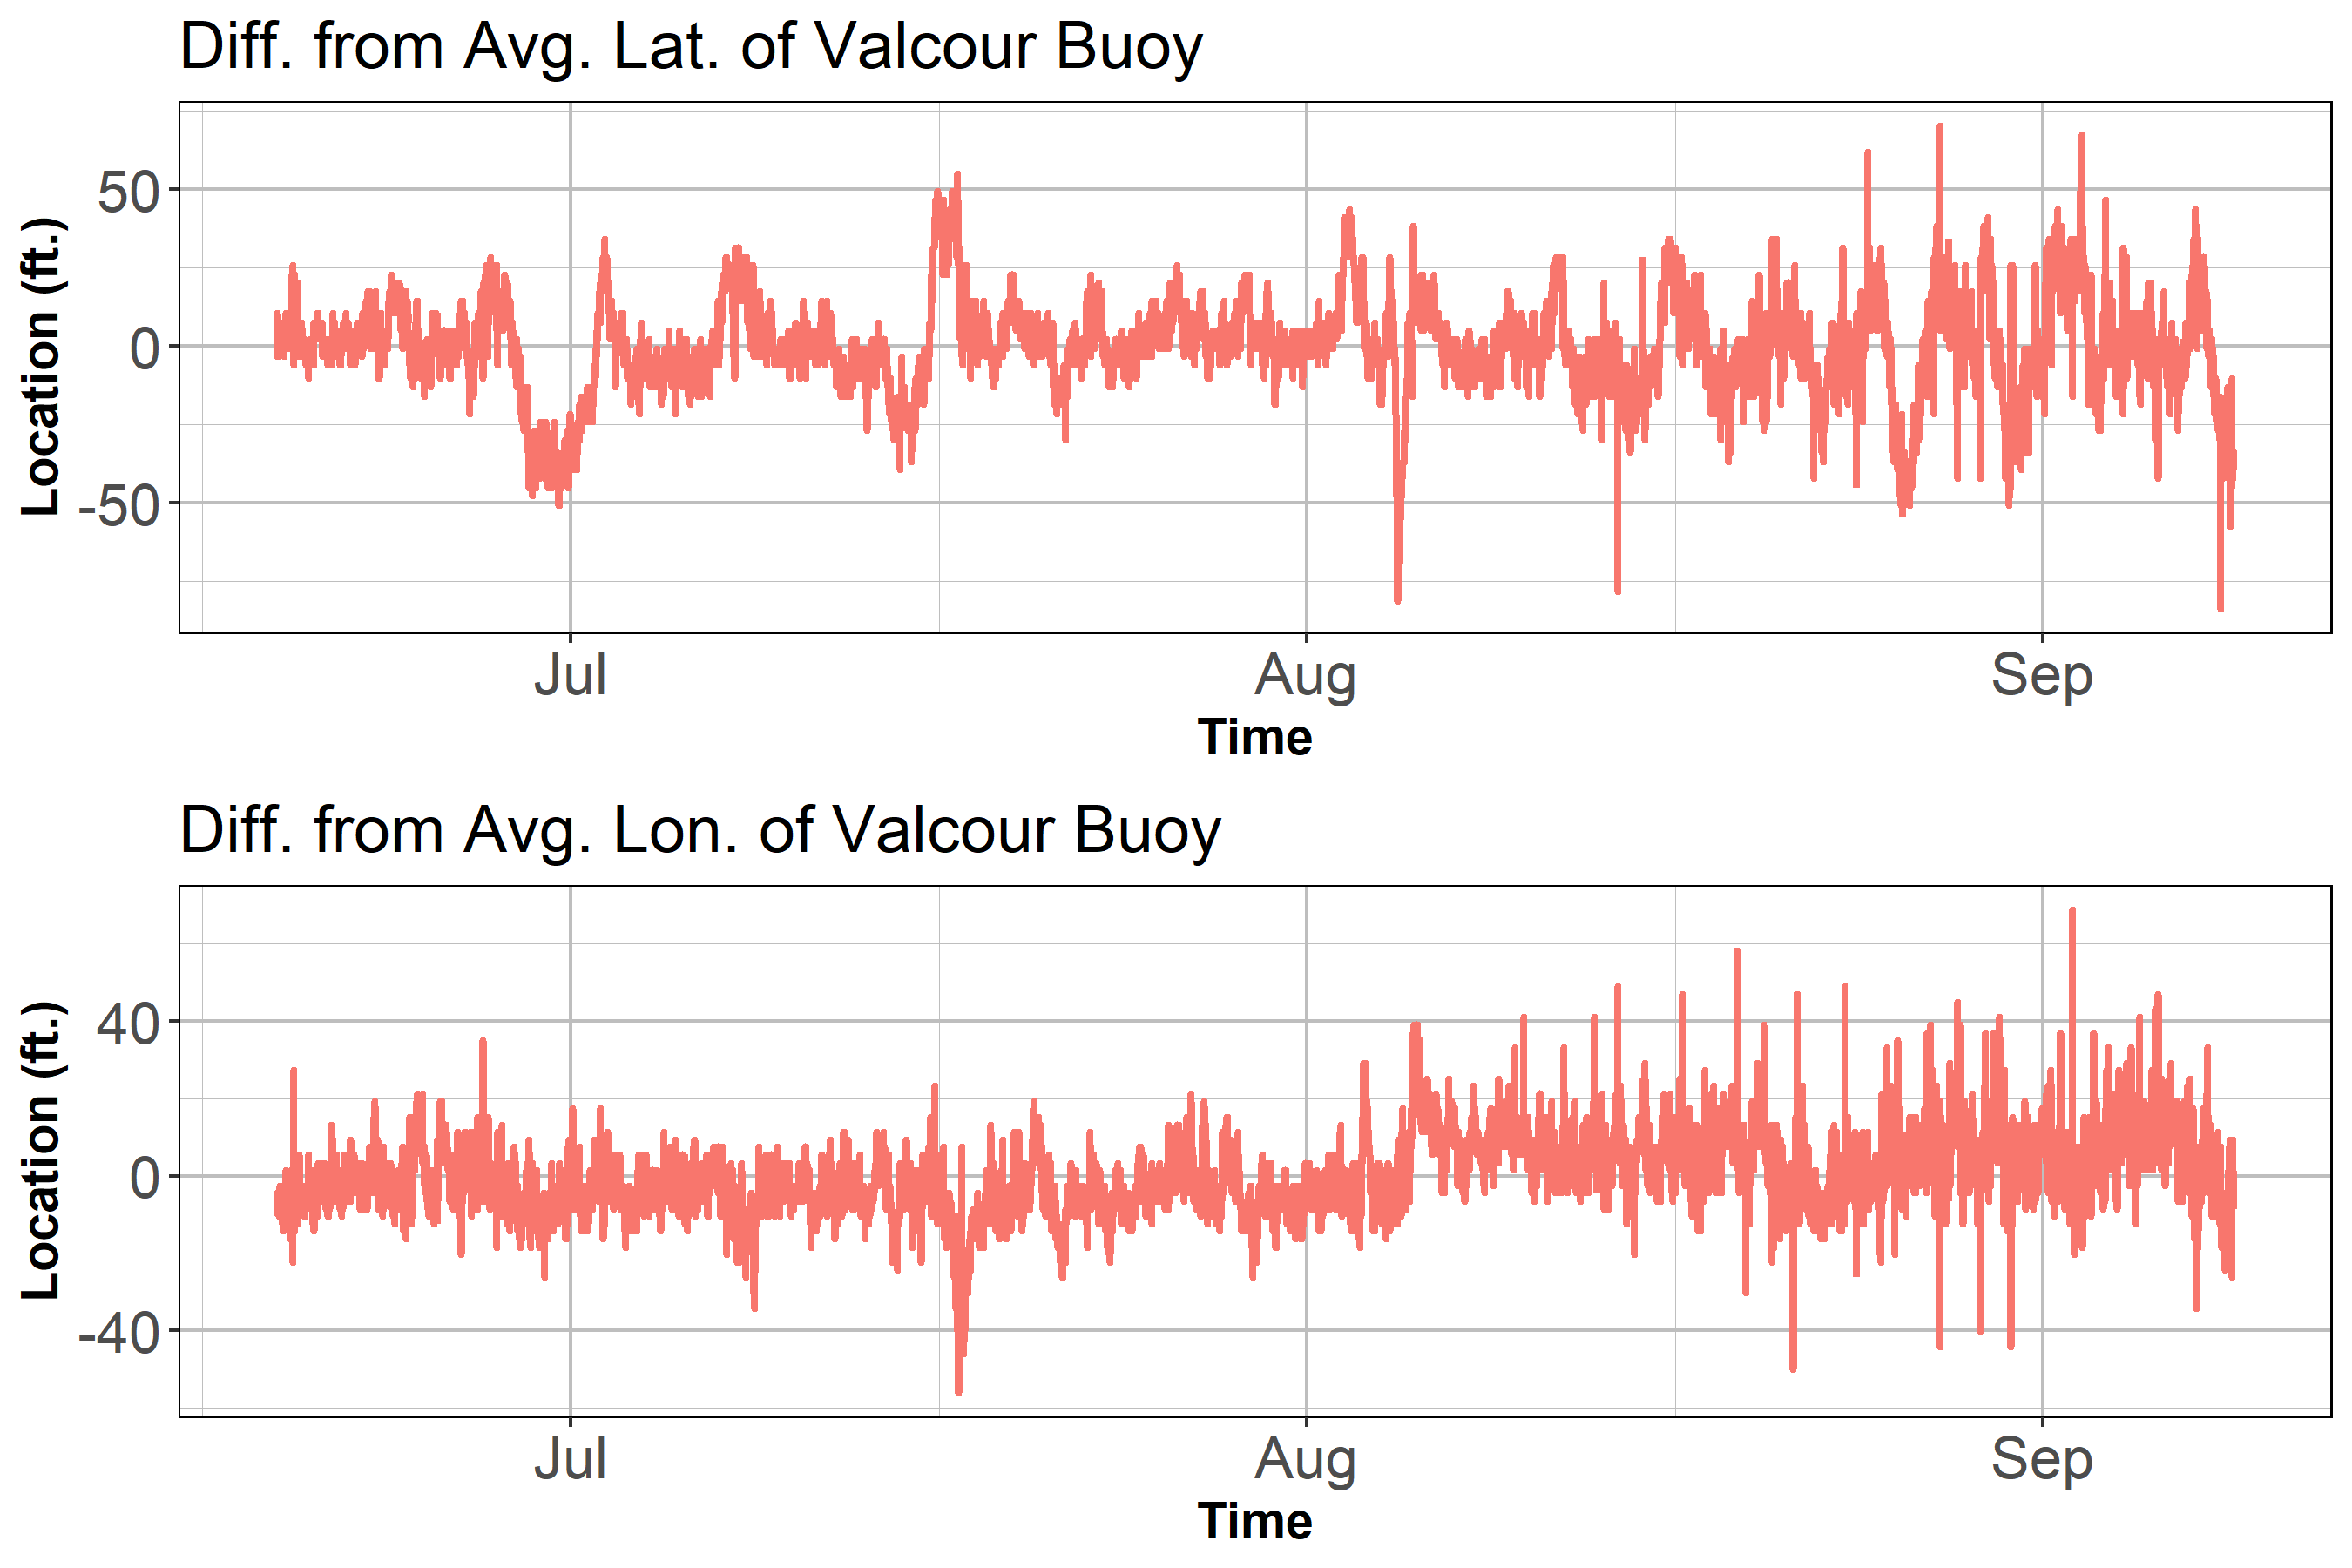 Diff. from Avg. Lat. of Valcour Buoy
Location (ft.)
50
0
-50
Jul Aug Sep
Time
Diff. from Avg. Lon. of Valcour Buoy
Location (ft.)
40
0
-40
Jul Aug Sep
Time